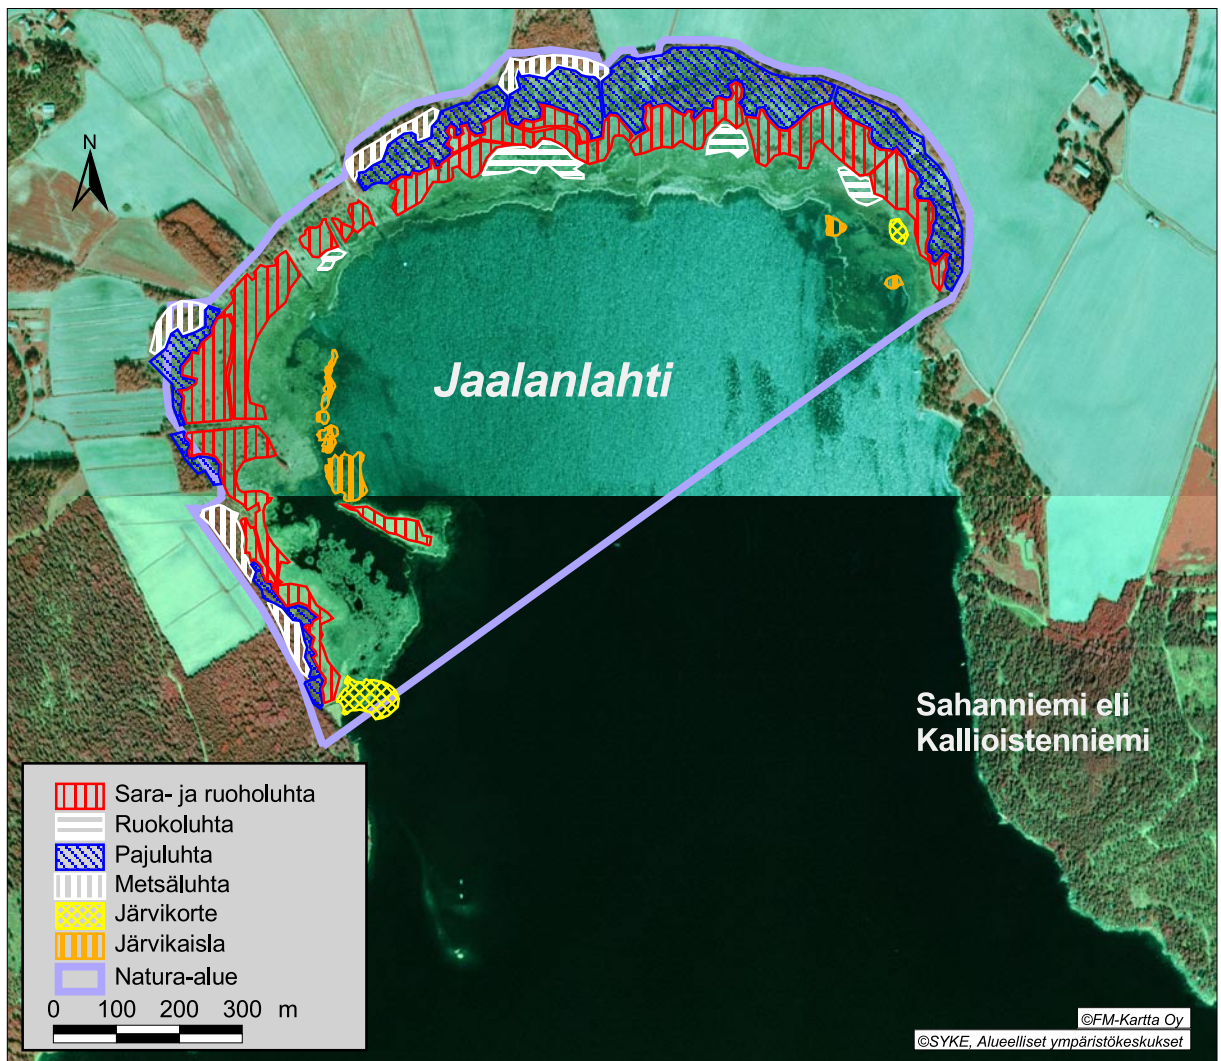 N
Jaalanlahti
Sahanniemi eli
Kallioistenniemi
Sara- ja ruoholuhta
Ruokoluhta
Pajuluhta
Metsäluhta
Järvikorte
Järvikaisla
Natura-alue
0 100 200 300 m
©FM-Kartta Oy
©SYKE, Alueelliset ympäristökeskukset